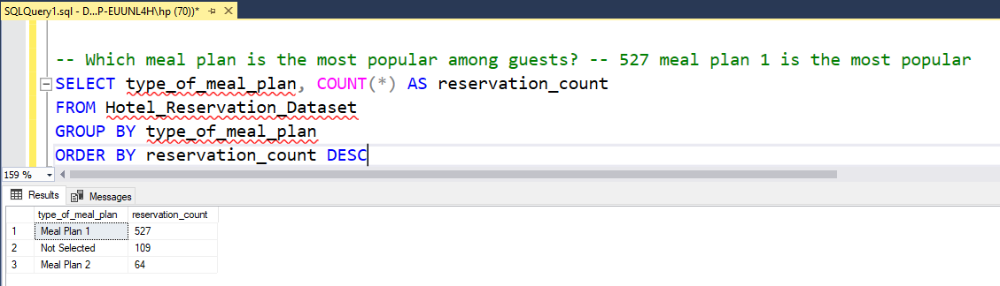 SQLQuery1.sql - D...P-EUUNL4H\hp (70))*
-- Which meal plan is the most popular among guests? -- 527 meal plan 1 is the most popular
SELECT type_of_meal_plan, COUNT(*) AS reservation_count
FROM Hotel_Reservation_Dataset
GROUP BY type_of_meal_plan
ORDER BY reservation_count DESC
159 %
Results Messages
type_of_meal_plan reservation_count
1 Meal Plan 1 527
2 Not Selected 109
3 Meal Plan 2 64